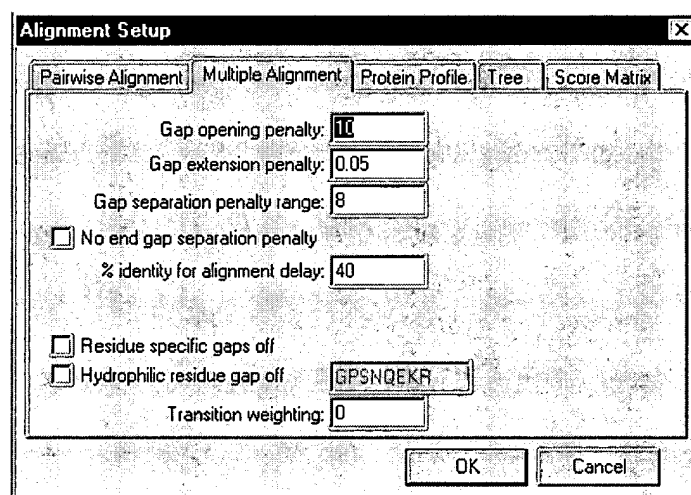 Alignment Setup
Pairwise Alignment Multiple Alignment Protein Profile Tree Score Matrix
Gap opening penalty: 10
Gap extension penalty: 0.05
Gap separation penalty range: 8
No end gap separation penalty
% identity for alignment delay: 40
Residue specific gaps off
Hydrophilic residue gap off GPSNQEKR
Transition weighting: 0
OK Cancel